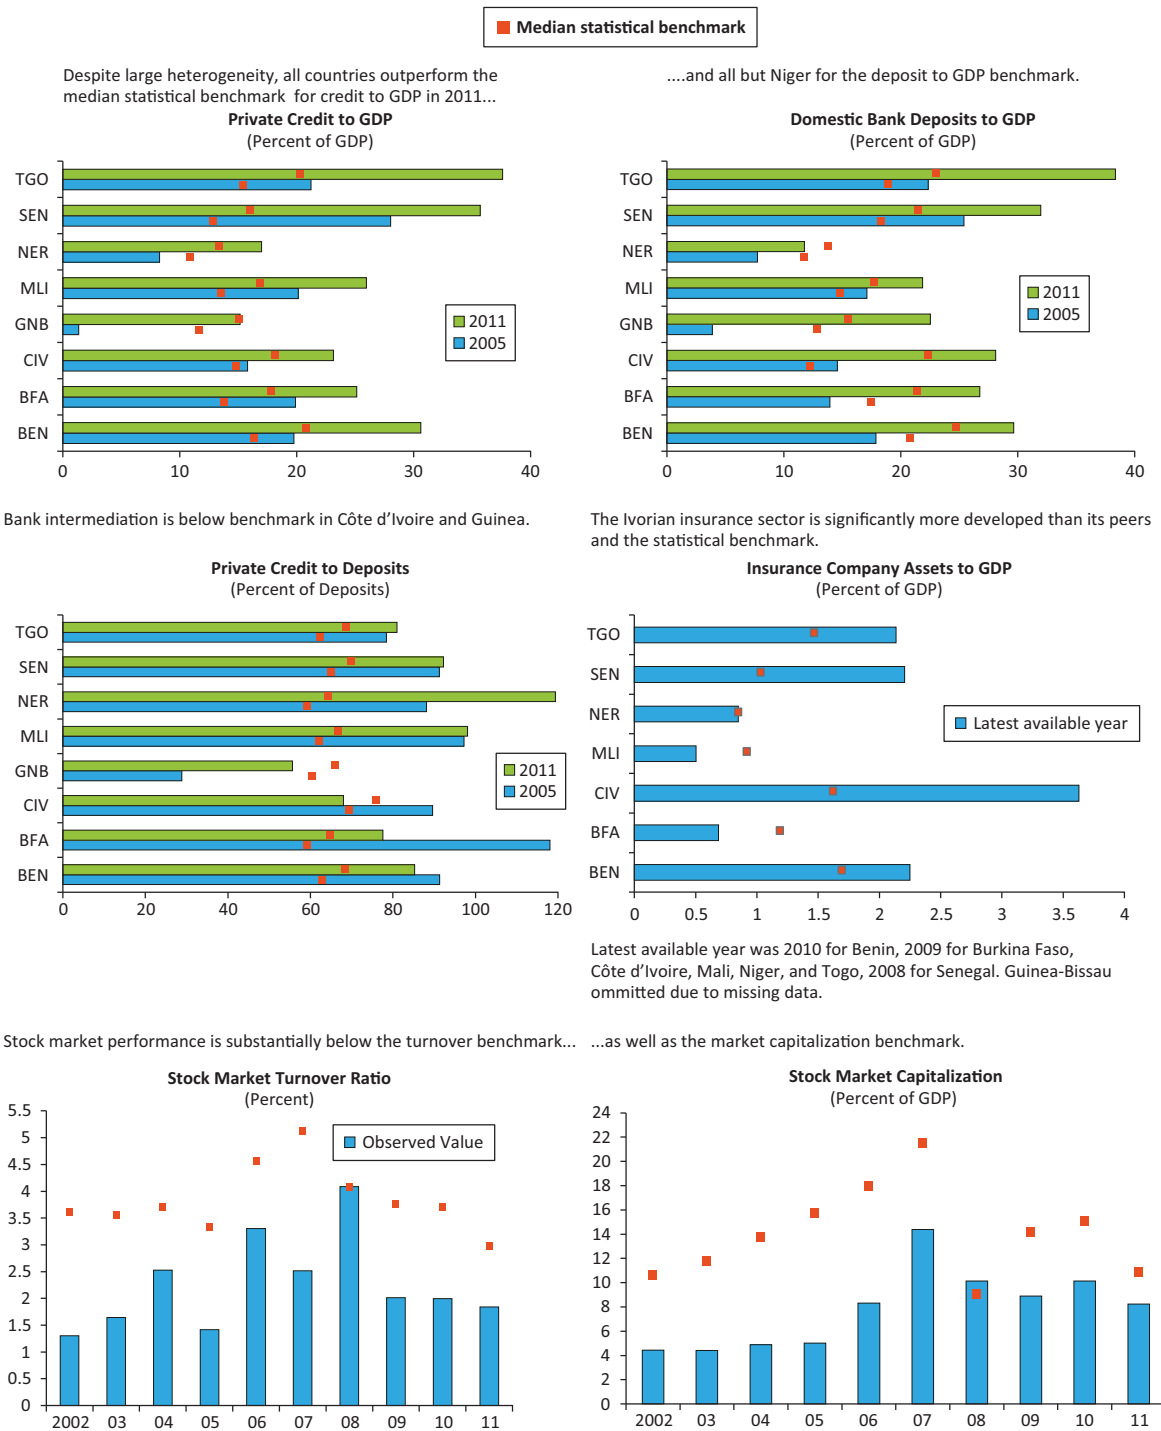 Median statistical benchmark
Despite large heterogeneity, all countries outperform the
median statistical benchmark for credit to GDP in 2011...
Private Credit to GDP
(Percent of GDP)
TGO
SEN
NER
MLI
GNB
CIV
BFA
BEN
2011
2005
0 10 20 30 40
....and all but Niger for the deposit to GDP benchmark.
Domestic Bank Deposits to GDP
(Percent of GDP)
TGO
SEN
NER
MLI
GNB
CIV
BFA
BEN
2011
2005
0 10 20 30 40
Bank intermediation is below benchmark in Côte d'Ivoire and Guinea.
Private Credit to Deposits
(Percent of Deposits)
TGO
SEN
NER
MLI
GNB
CIV
BFA
BEN
2011
2005
0 20 40 60 80 100 120
The Ivorian insurance sector is significantly more developed than its peers
and the statistical benchmark.
Insurance Company Assets to GDP
(Percent of GDP)
TGO
SEN
NER
MLI
CIV
BFA
BEN
Latest available year
0 0.5 1 1.5 2 2.5 3 3.5 4
Latest available year was 2010 for Benin, 2009 for Burkina Faso,
Côte d'Ivoire, Mali, Niger, and Togo, 2008 for Senegal. Guinea-Bissau
ommitted due to missing data.
Stock market performance is substantially below the turnover benchmark...
Stock Market Turnover Ratio
(Percent)
5.5
5
4.5
4
3.5
3
2.5
2
1.5
1
0.5
0
Observed Value
2002 03 04 05 06 07 08 09 10 11
...as well as the market capitalization benchmark.
Stock Market Capitalization
(Percent of GDP)
24
22
20
18
16
14
12
10
8
6
4
2
0
2002 03 04 05 06 07 08 09 10 11